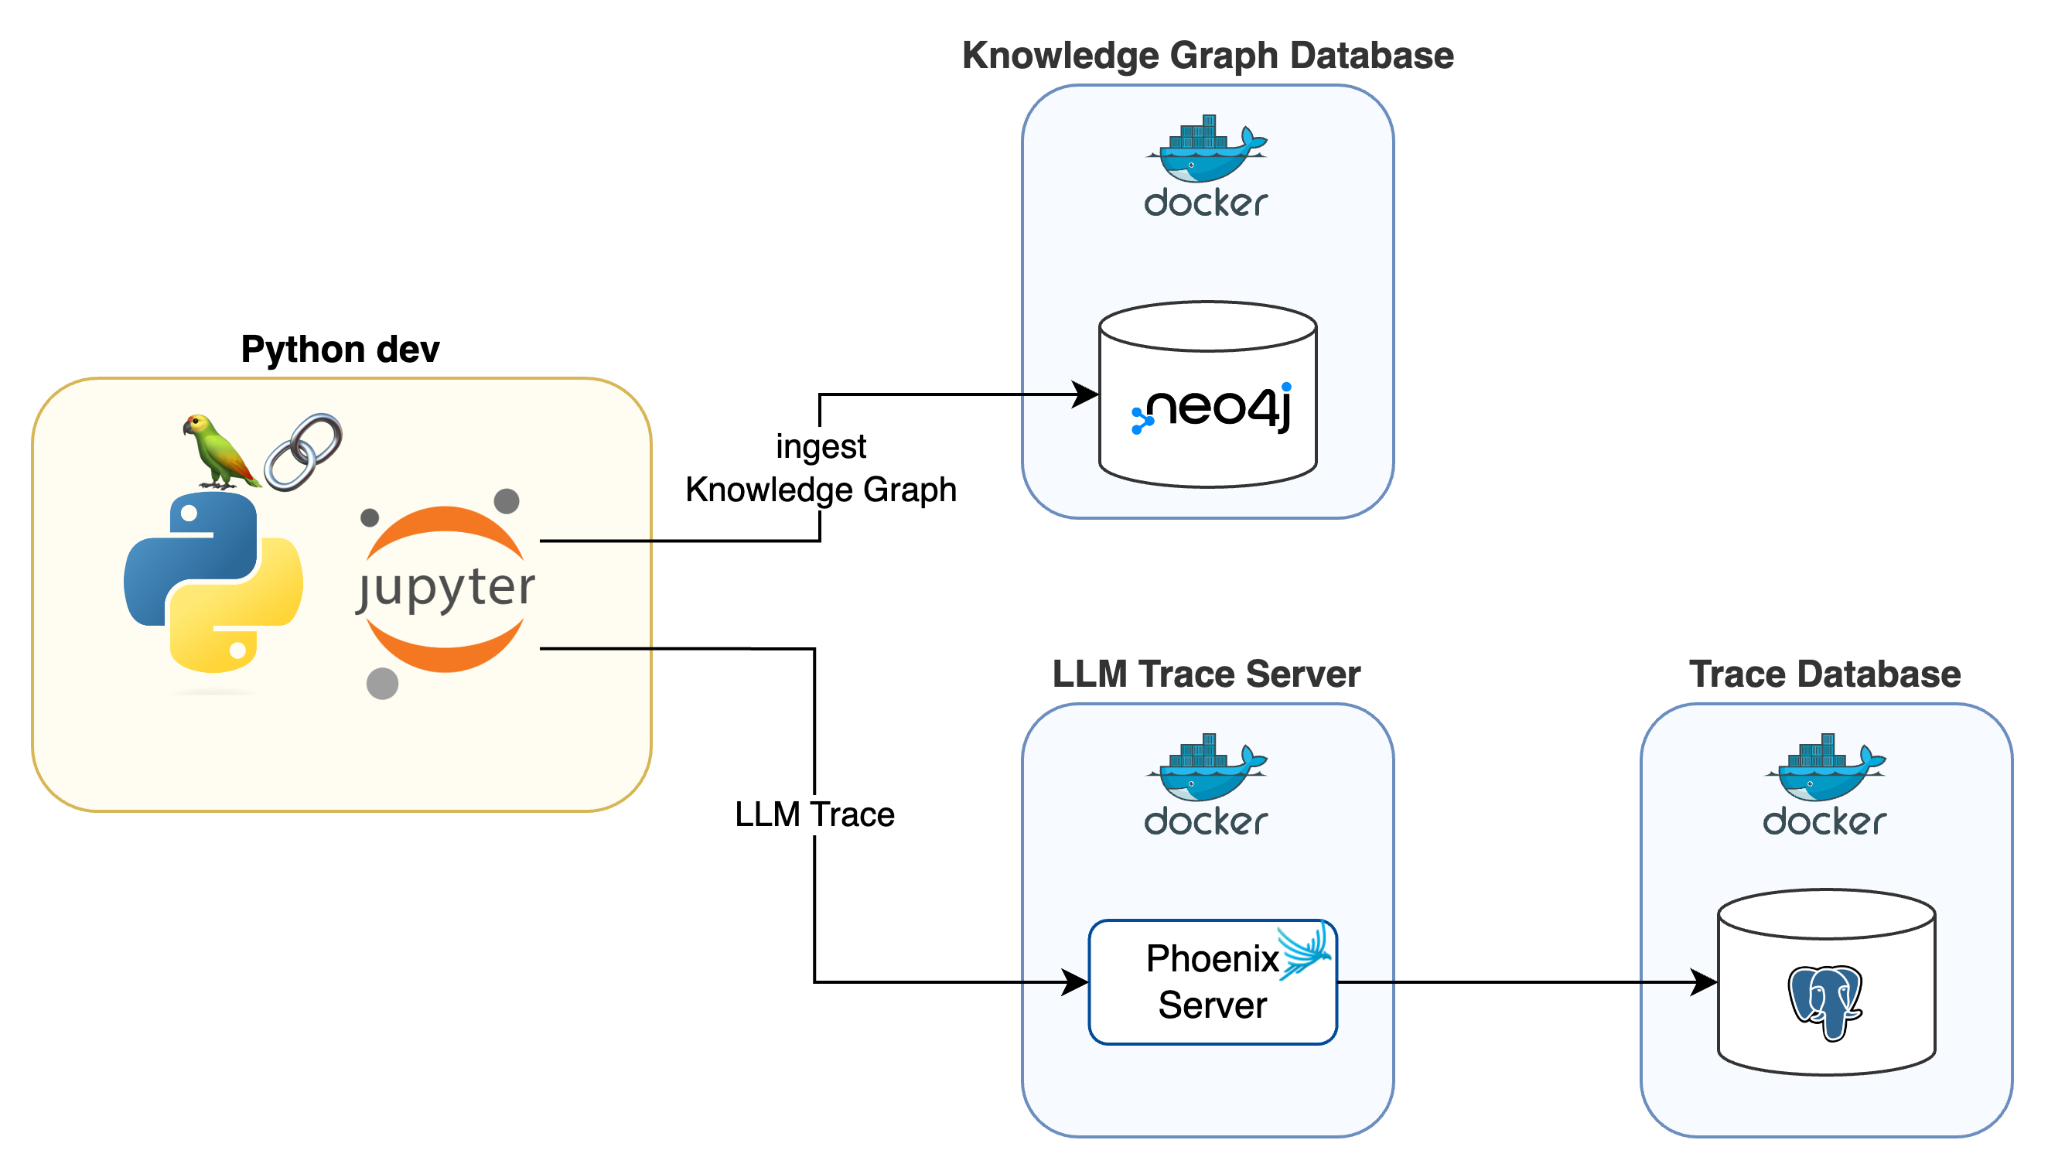 Knowledge Graph Database
docker
neo4j
Python dev
jupyter
ingest
Knowledge Graph
LLM Trace
LLM Trace Server
docker
Phoenix
Server
Trace Database
docker